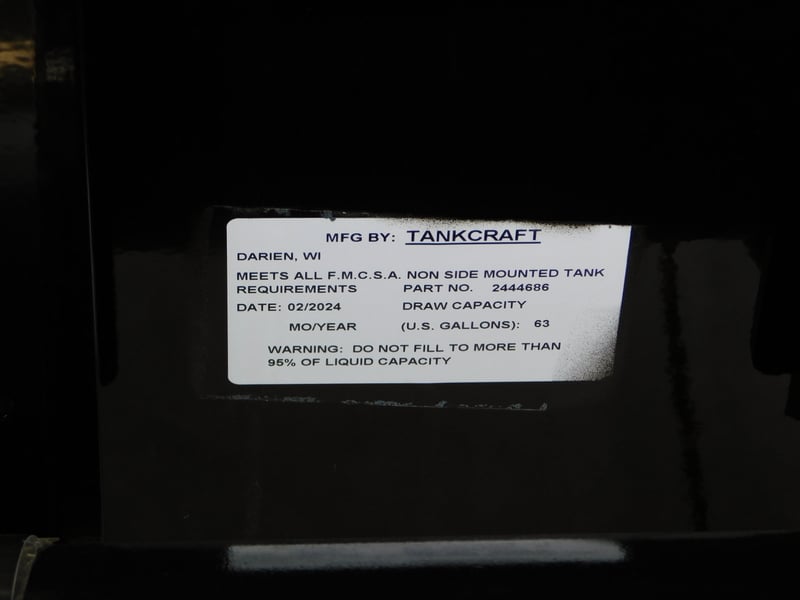 MFG BY: TANKCRAFT
DARIEN, WI
MEETS ALL F.M.C.S.A. NON SIDE MOUNTED TANK
REQUIREMENTS PART NO. 2444686
DATE: 02/2024 DRAW CAPACITY
MO/YEAR (U.S. GALLONS): 63
WARNING: DO NOT FILL TO MORE THAN
95% OF LIQUID CAPACITY